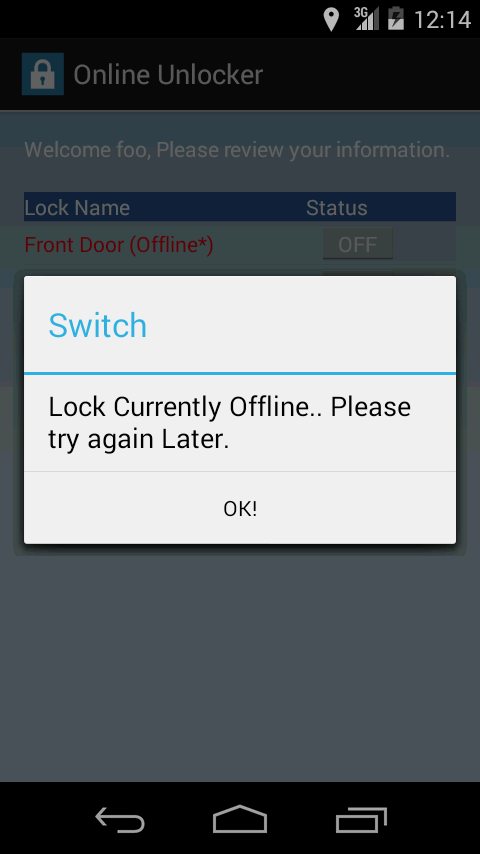 3G 12:14
Online Unlocker
Welcome foo, Please review your information.
Lock Name Status
Front Door (Offline*) OFF
Switch
Lock Currently Offline.. Please
try again Later.
OK!